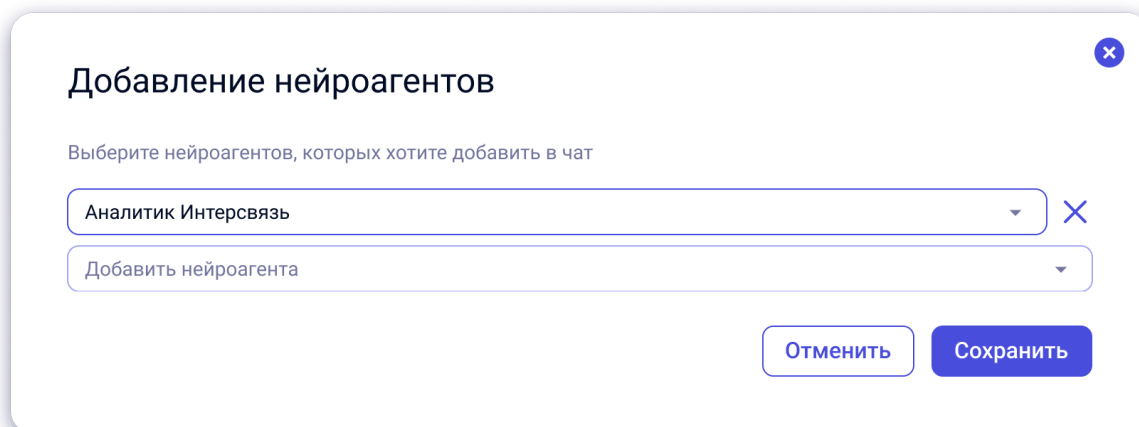 Добавление нейроагентов
Выберите нейроагентов, которых хотите добавить в чат
Аналитик Интерсвязь
Добавить нейроагента
Отменить
Сохранить